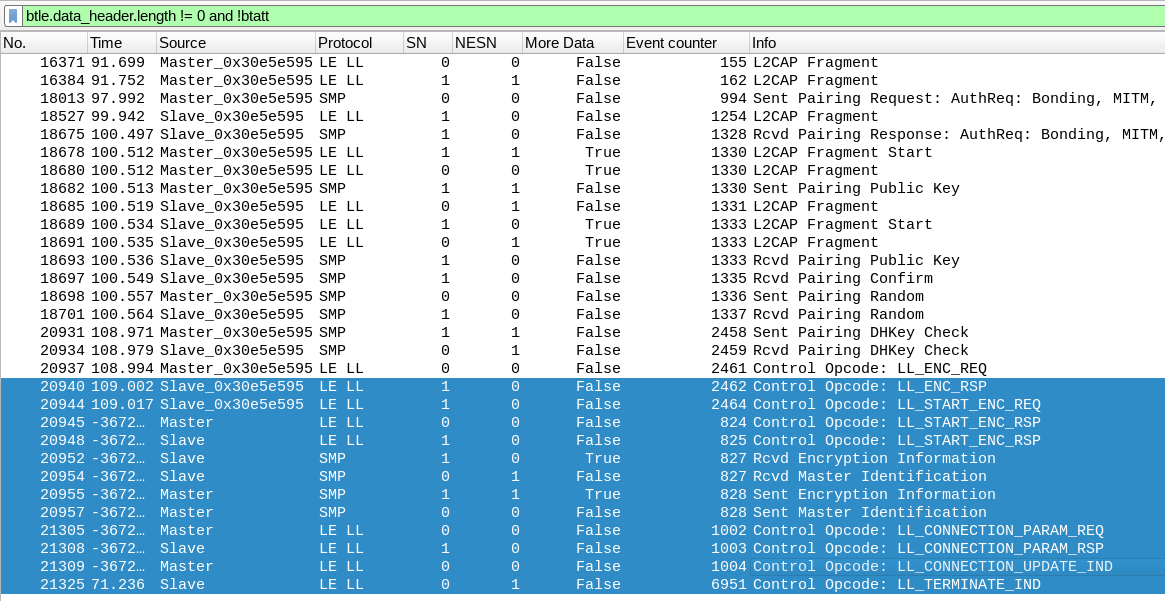 btle.data_header.length != 0 and !btatt
No. Time Source Protocol SN NESN More Data Event counter Info
16371 91.699 Master_0x30e5e595 LE LL 0 0 False 155 L2CAP Fragment
16384 91.752 Master_0x30e5e595 LE LL 1 1 False 162 L2CAP Fragment
18013 97.992 Master_0x30e5e595 SMP 0 0 False 994 Sent Pairing Request: AuthReq: Bonding, MITM,
18527 99.942 Slave_0x30e5e595 LE LL 1 0 False 1254 L2CAP Fragment
18675 100.497 Slave_0x30e5e595 SMP 1 0 False 1328 Rcvd Pairing Response: AuthReq: Bonding, MITM,
18678 100.512 Master_0x30e5e595 LE LL 1 1 True 1330 L2CAP Fragment Start
18680 100.512 Master_0x30e5e595 LE LL 0 0 True 1330 L2CAP Fragment
18682 100.513 Master_0x30e5e595 SMP 1 1 False 1330 Sent Pairing Public Key
18685 100.519 Slave_0x30e5e595 LE LL 0 1 False 1331 L2CAP Fragment
18689 100.534 Slave_0x30e5e595 LE LL 1 0 True 1333 L2CAP Fragment Start
18691 100.535 Slave_0x30e5e595 LE LL 0 1 True 1333 L2CAP Fragment
18693 100.536 Slave_0x30e5e595 SMP 1 0 False 1333 Rcvd Pairing Public Key
18697 100.549 Slave_0x30e5e595 SMP 1 0 False 1335 Rcvd Pairing Confirm
18698 100.557 Master_0x30e5e595 SMP 0 0 False 1336 Sent Pairing Random
18701 100.564 Slave_0x30e5e595 SMP 1 0 False 1337 Rcvd Pairing Random
20931 108.971 Master_0x30e5e595 SMP 1 1 False 2458 Sent Pairing DHKey Check
20934 108.979 Slave_0x30e5e595 SMP 0 1 False 2459 Rcvd Pairing DHKey Check
20937 108.994 Master_0x30e5e595 LE LL 0 0 False 2461 Control Opcode: LL_ENC_REQ
20940 109.002 Slave_0x30e5e595 LE LL 1 0 False 2462 Control Opcode: LL_ENC_RSP
20944 109.017 Slave_0x30e5e595 LE LL 1 0 False 2464 Control Opcode: LL_START_ENC_REQ
20945 -3672… Master LE LL 0 0 False 824 Control Opcode: LL_START_ENC_RSP
20948 -3672… Slave LE LL 1 0 False 825 Control Opcode: LL_START_ENC_RSP
20952 -3672… Slave SMP 1 0 True 827 Rcvd Encryption Information
20954 -3672… Slave SMP 0 1 False 827 Rcvd Master Identification
20955 -3672… Master SMP 1 1 True 828 Sent Encryption Information
20957 -3672… Master SMP 0 0 False 828 Sent Master Identification
21305 -3672… Master LE LL 0 0 False 1002 Control Opcode: LL_CONNECTION_PARAM_REQ
21308 -3672… Slave LE LL 1 0 False 1003 Control Opcode: LL_CONNECTION_PARAM_RSP
21309 -3672… Master LE LL 0 0 False 1004 Control Opcode: LL_CONNECTION_UPDATE_IND
21325 71.236 Slave LE LL 0 1 False 6951 Control Opcode: LL_TERMINATE_IND